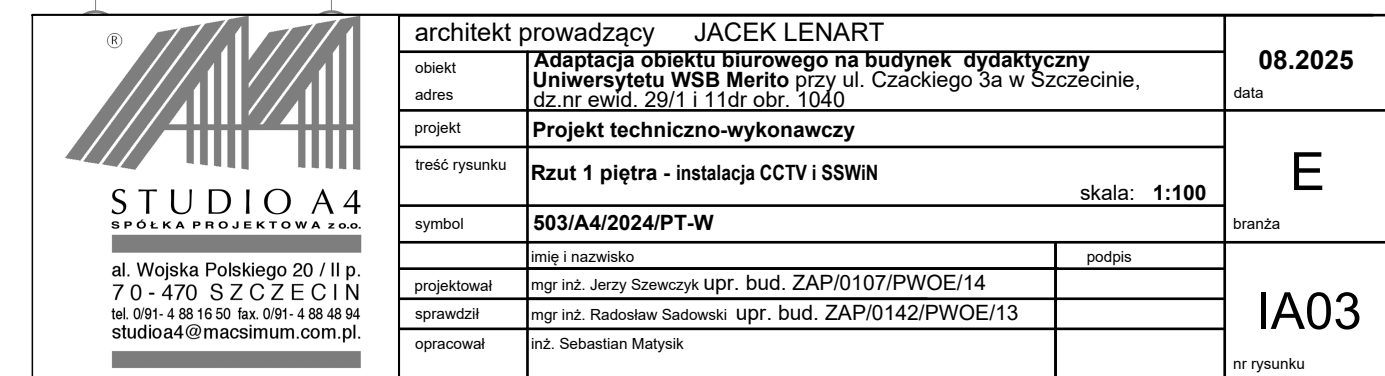 ®
STUDIO A4
SPÓŁKA PROJEKTOWA z o.o.
al. Wojska Polskiego 20 / II p.
70-470 SZCZECIN
tel. 0/91- 4 88 16 50 fax. 0/91- 4 88 48 94
studioa4@macsimum.com.pl.
architekt prowadzący JACEK LENART
obiekt Adaptacja obiektu biurowego na budynek dydaktyczny
Uniwersytetu WSB Merito przy ul. Czackiego 3a w Szczecinie,
adres dz.nr ewid. 29/1 i 11dr obr. 1040
projekt Projekt techniczno-wykonawczy
treść rysunku Rzut 1 piętra - instalacja CCTV i SSWiN
skala: 1:100
symbol 503/A4/2024/PT-W
imię i nazwisko podpis
projektował mgr inż. Jerzy Szewczyk upr. bud. ZAP/0107/PWOE/14
sprawdził mgr inż. Radosław Sadowski upr. bud. ZAP/0142/PWOE/13
opracował inż. Sebastian Matysik
08.2025
data
E
branża
IA03
nr rysunku